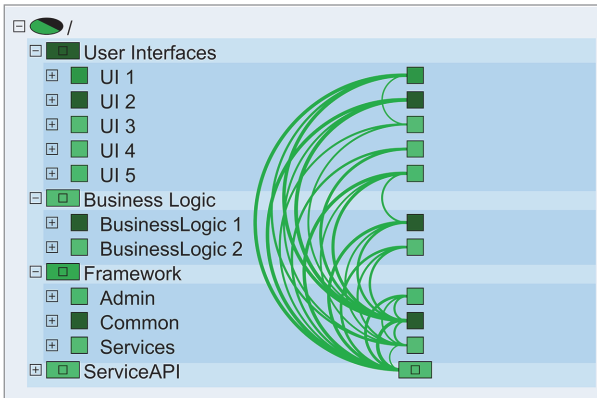 /
User Interfaces
UI 1
UI 2
UI 3
UI 4
UI 5
Business Logic
BusinessLogic 1
BusinessLogic 2
Framework
Admin
Common
Services
ServiceAPI